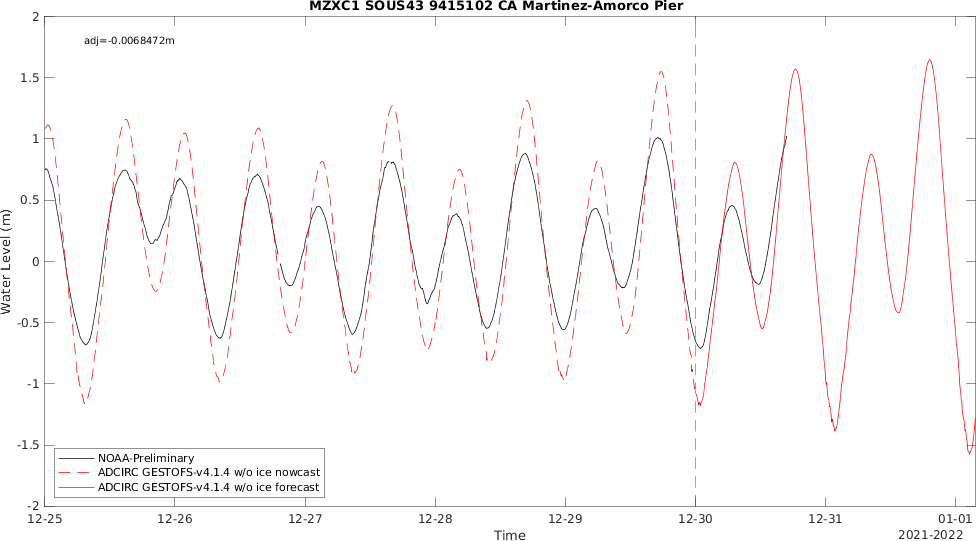 MZXC1 SOUS43 9415102 CA Martinez-Amorco Pier
adj=-0.0068472m
2
1.5
1
0.5
0
-0.5
-1
-1.5
-2
Water Level (m)
NOAA-Preliminary
ADCIRC GESTOFS-v4.1.4 w/o ice nowcast
ADCIRC GESTOFS-v4.1.4 w/o ice forecast
12-25 12-26 12-27 12-28 12-29 12-30 12-31 01-01
Time
2021-2022